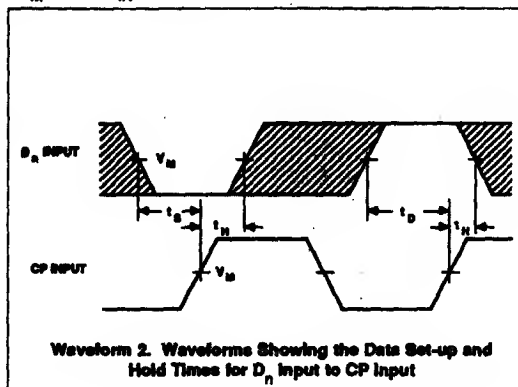 Dn INPUT
VM
tS
tH
tD
tH
CP INPUT
VM
Waveform 2. Waveforms Showing the Data Set-up and
Hold Times for Dn Input to CP Input